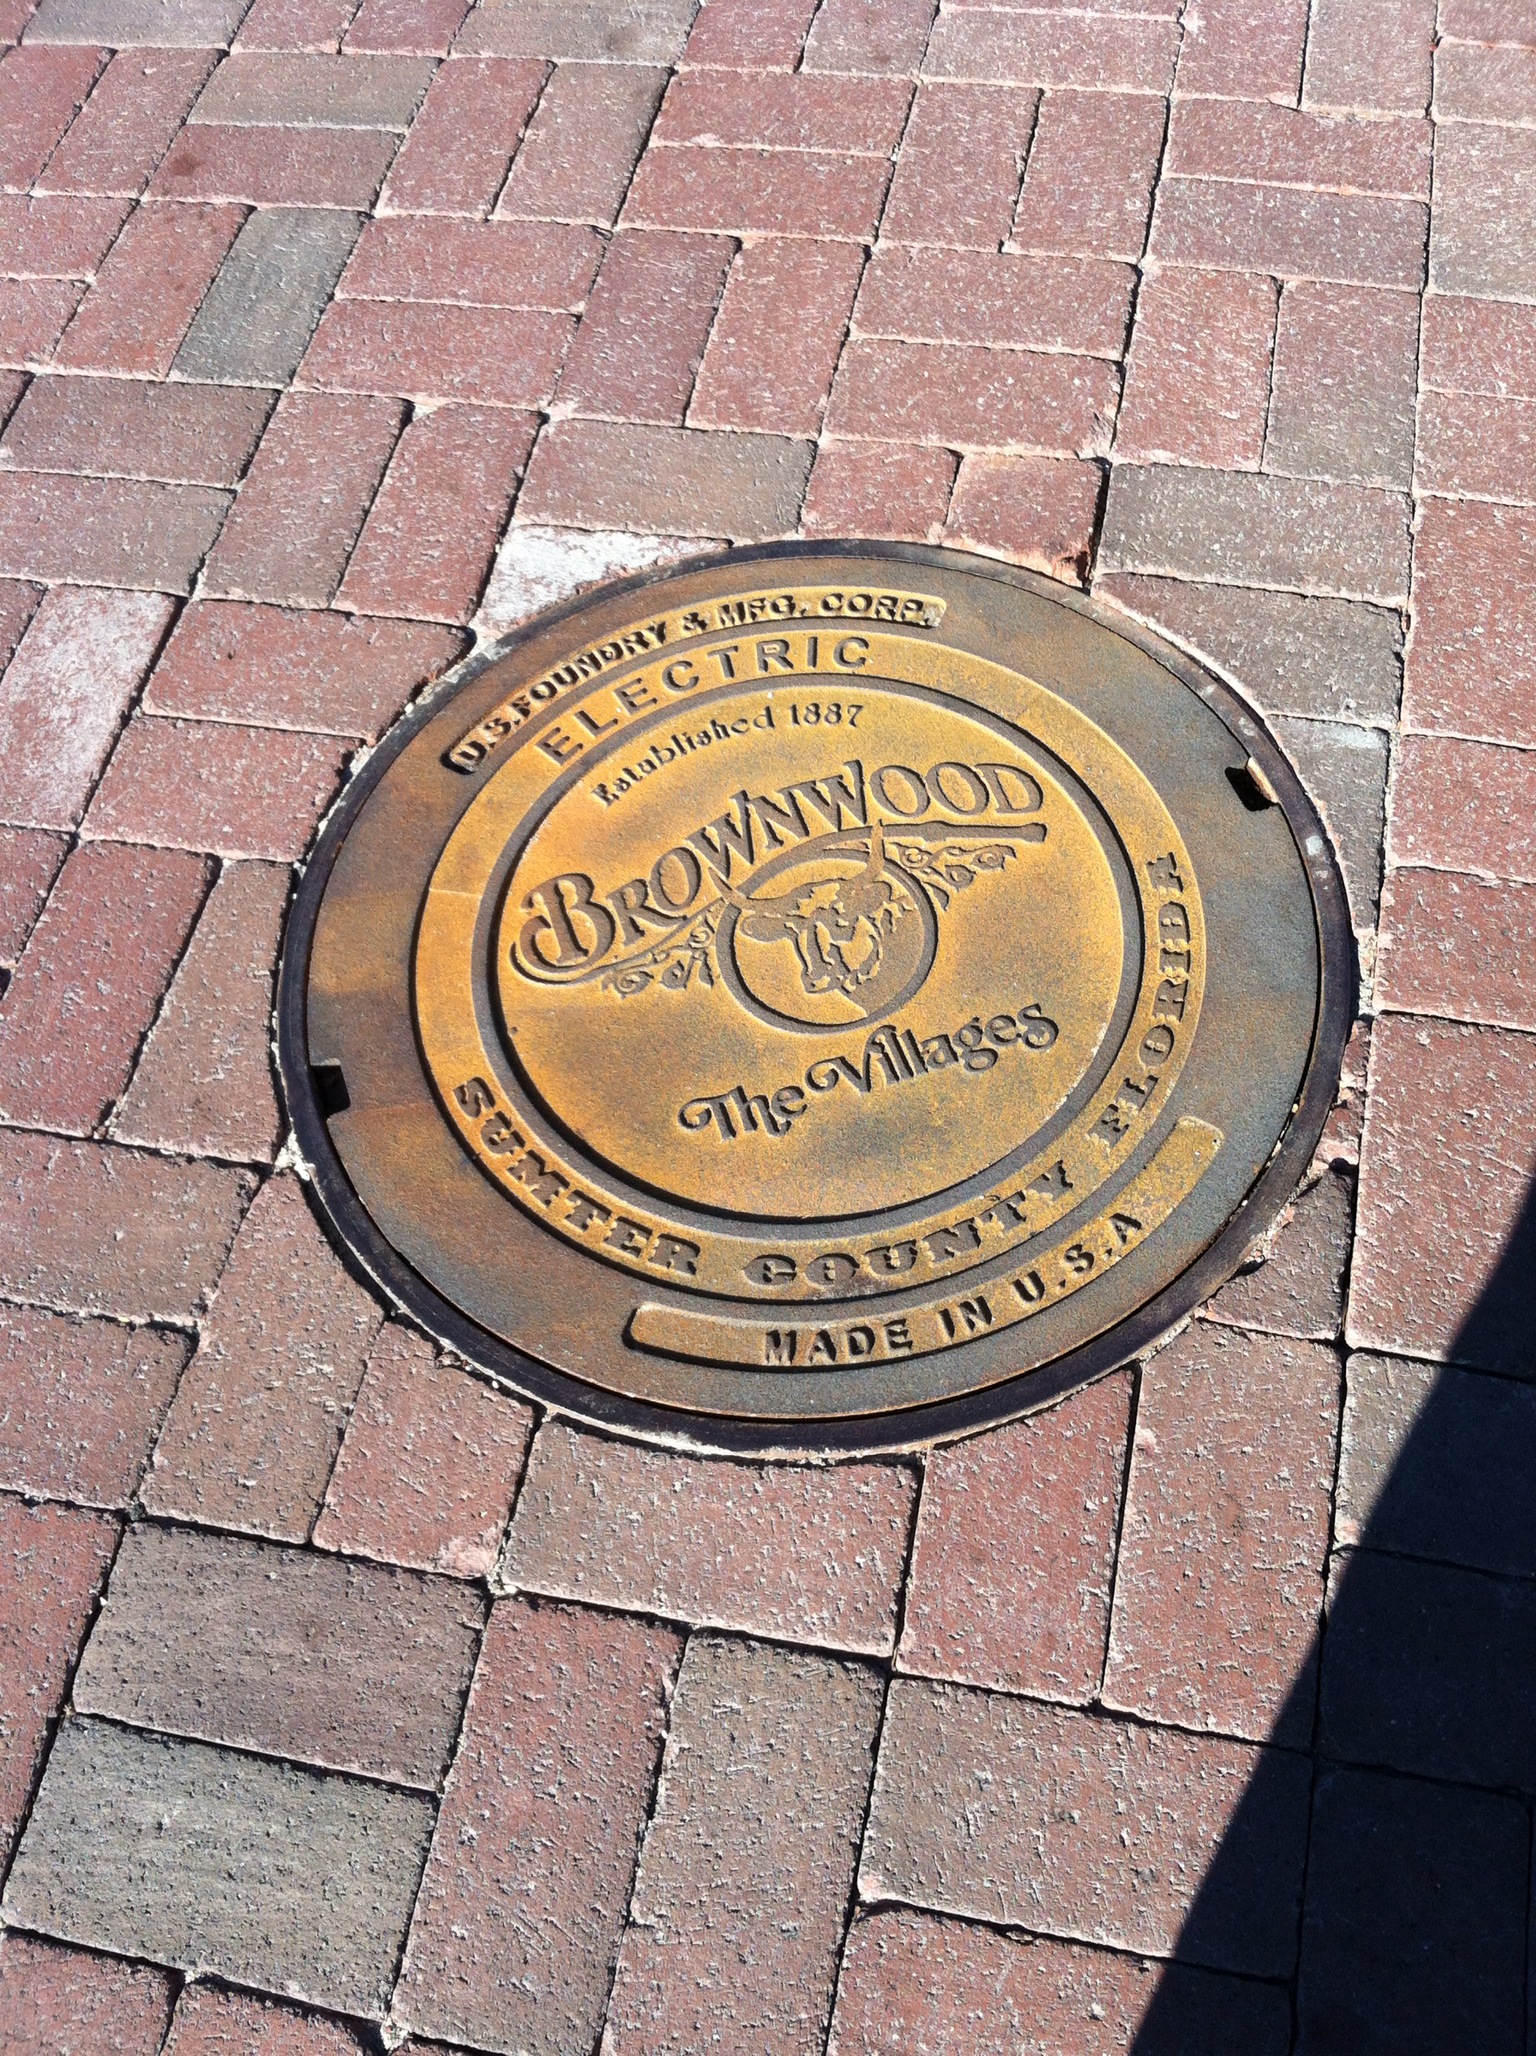 U.S. FOUNDRY & MFG. CORP.
ELECTRIC
Established 1887
BROWNWOOD
The Villages
SUMTER COUNTY FLORIDA
MADE IN U.S.A